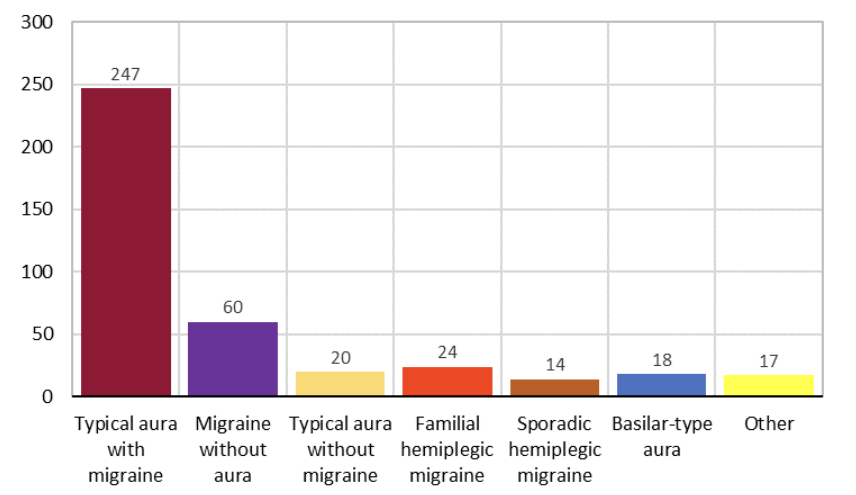 300
250
200
150
100
50
0
247
60
20
24
14
18
17
Typical aura
with
migraine
Migraine
without
aura
Typical aura
without
migraine
Familial
hemiplegic
migraine
Sporadic
hemiplegic
migraine
Basilar-type
aura
Other